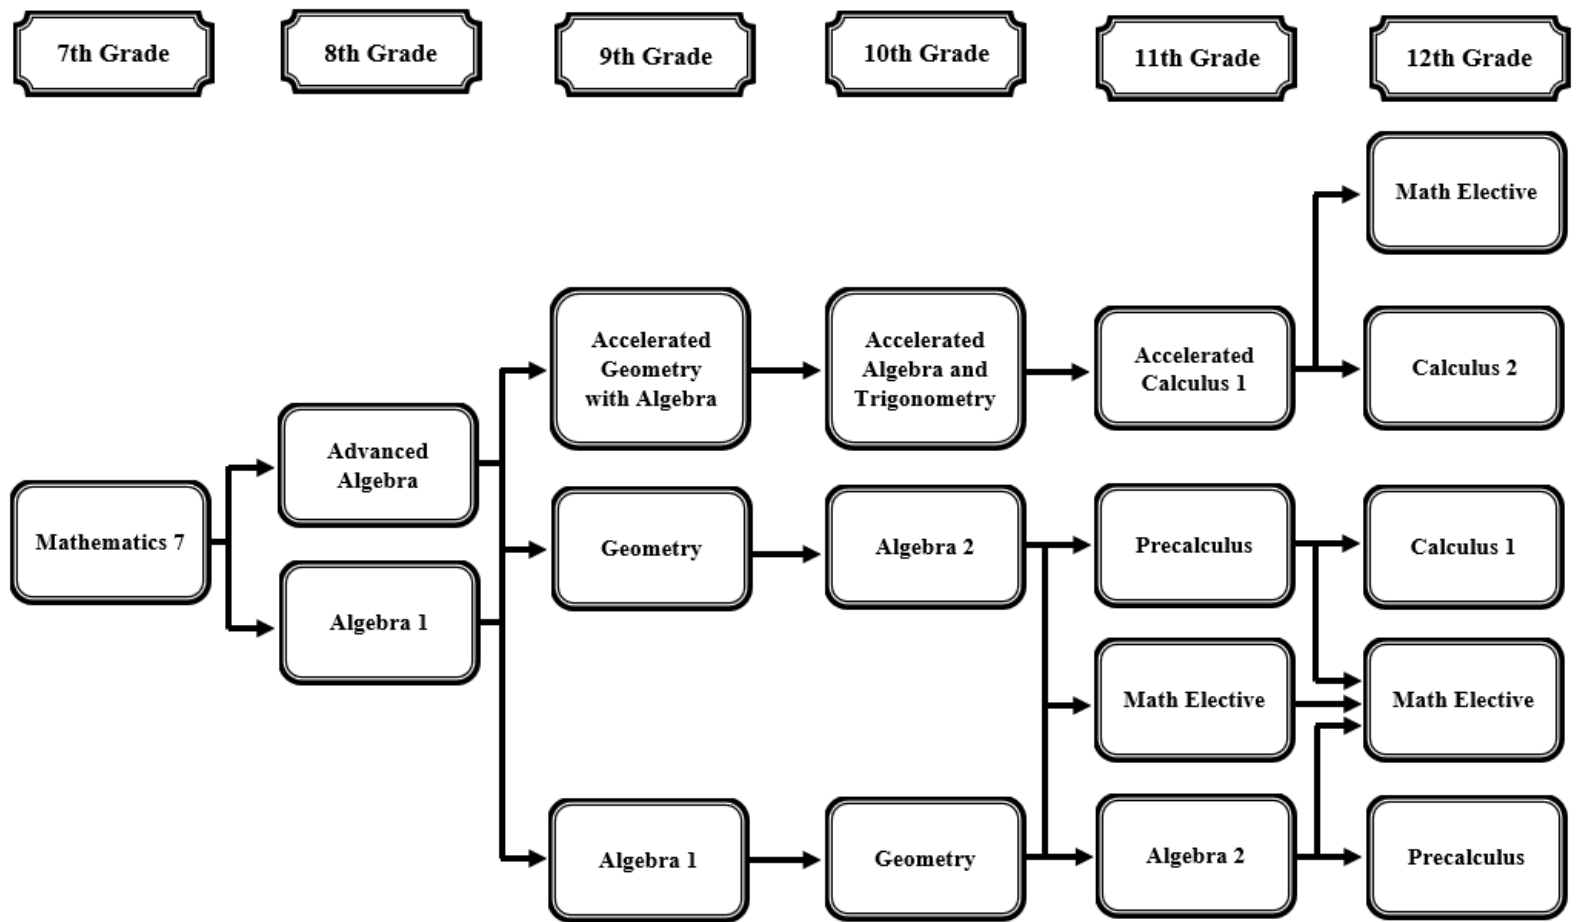 7th Grade
8th Grade
9th Grade
10th Grade
11th Grade
12th Grade
Math Elective
Accelerated
Geometry
with Algebra
Accelerated
Algebra and
Trigonometry
Accelerated
Calculus 1
Calculus 2
Advanced
Algebra
Mathematics 7
Geometry
Algebra 2
Precalculus
Calculus 1
Algebra 1
Math Elective
Math Elective
Algebra 1
Geometry
Algebra 2
Precalculus